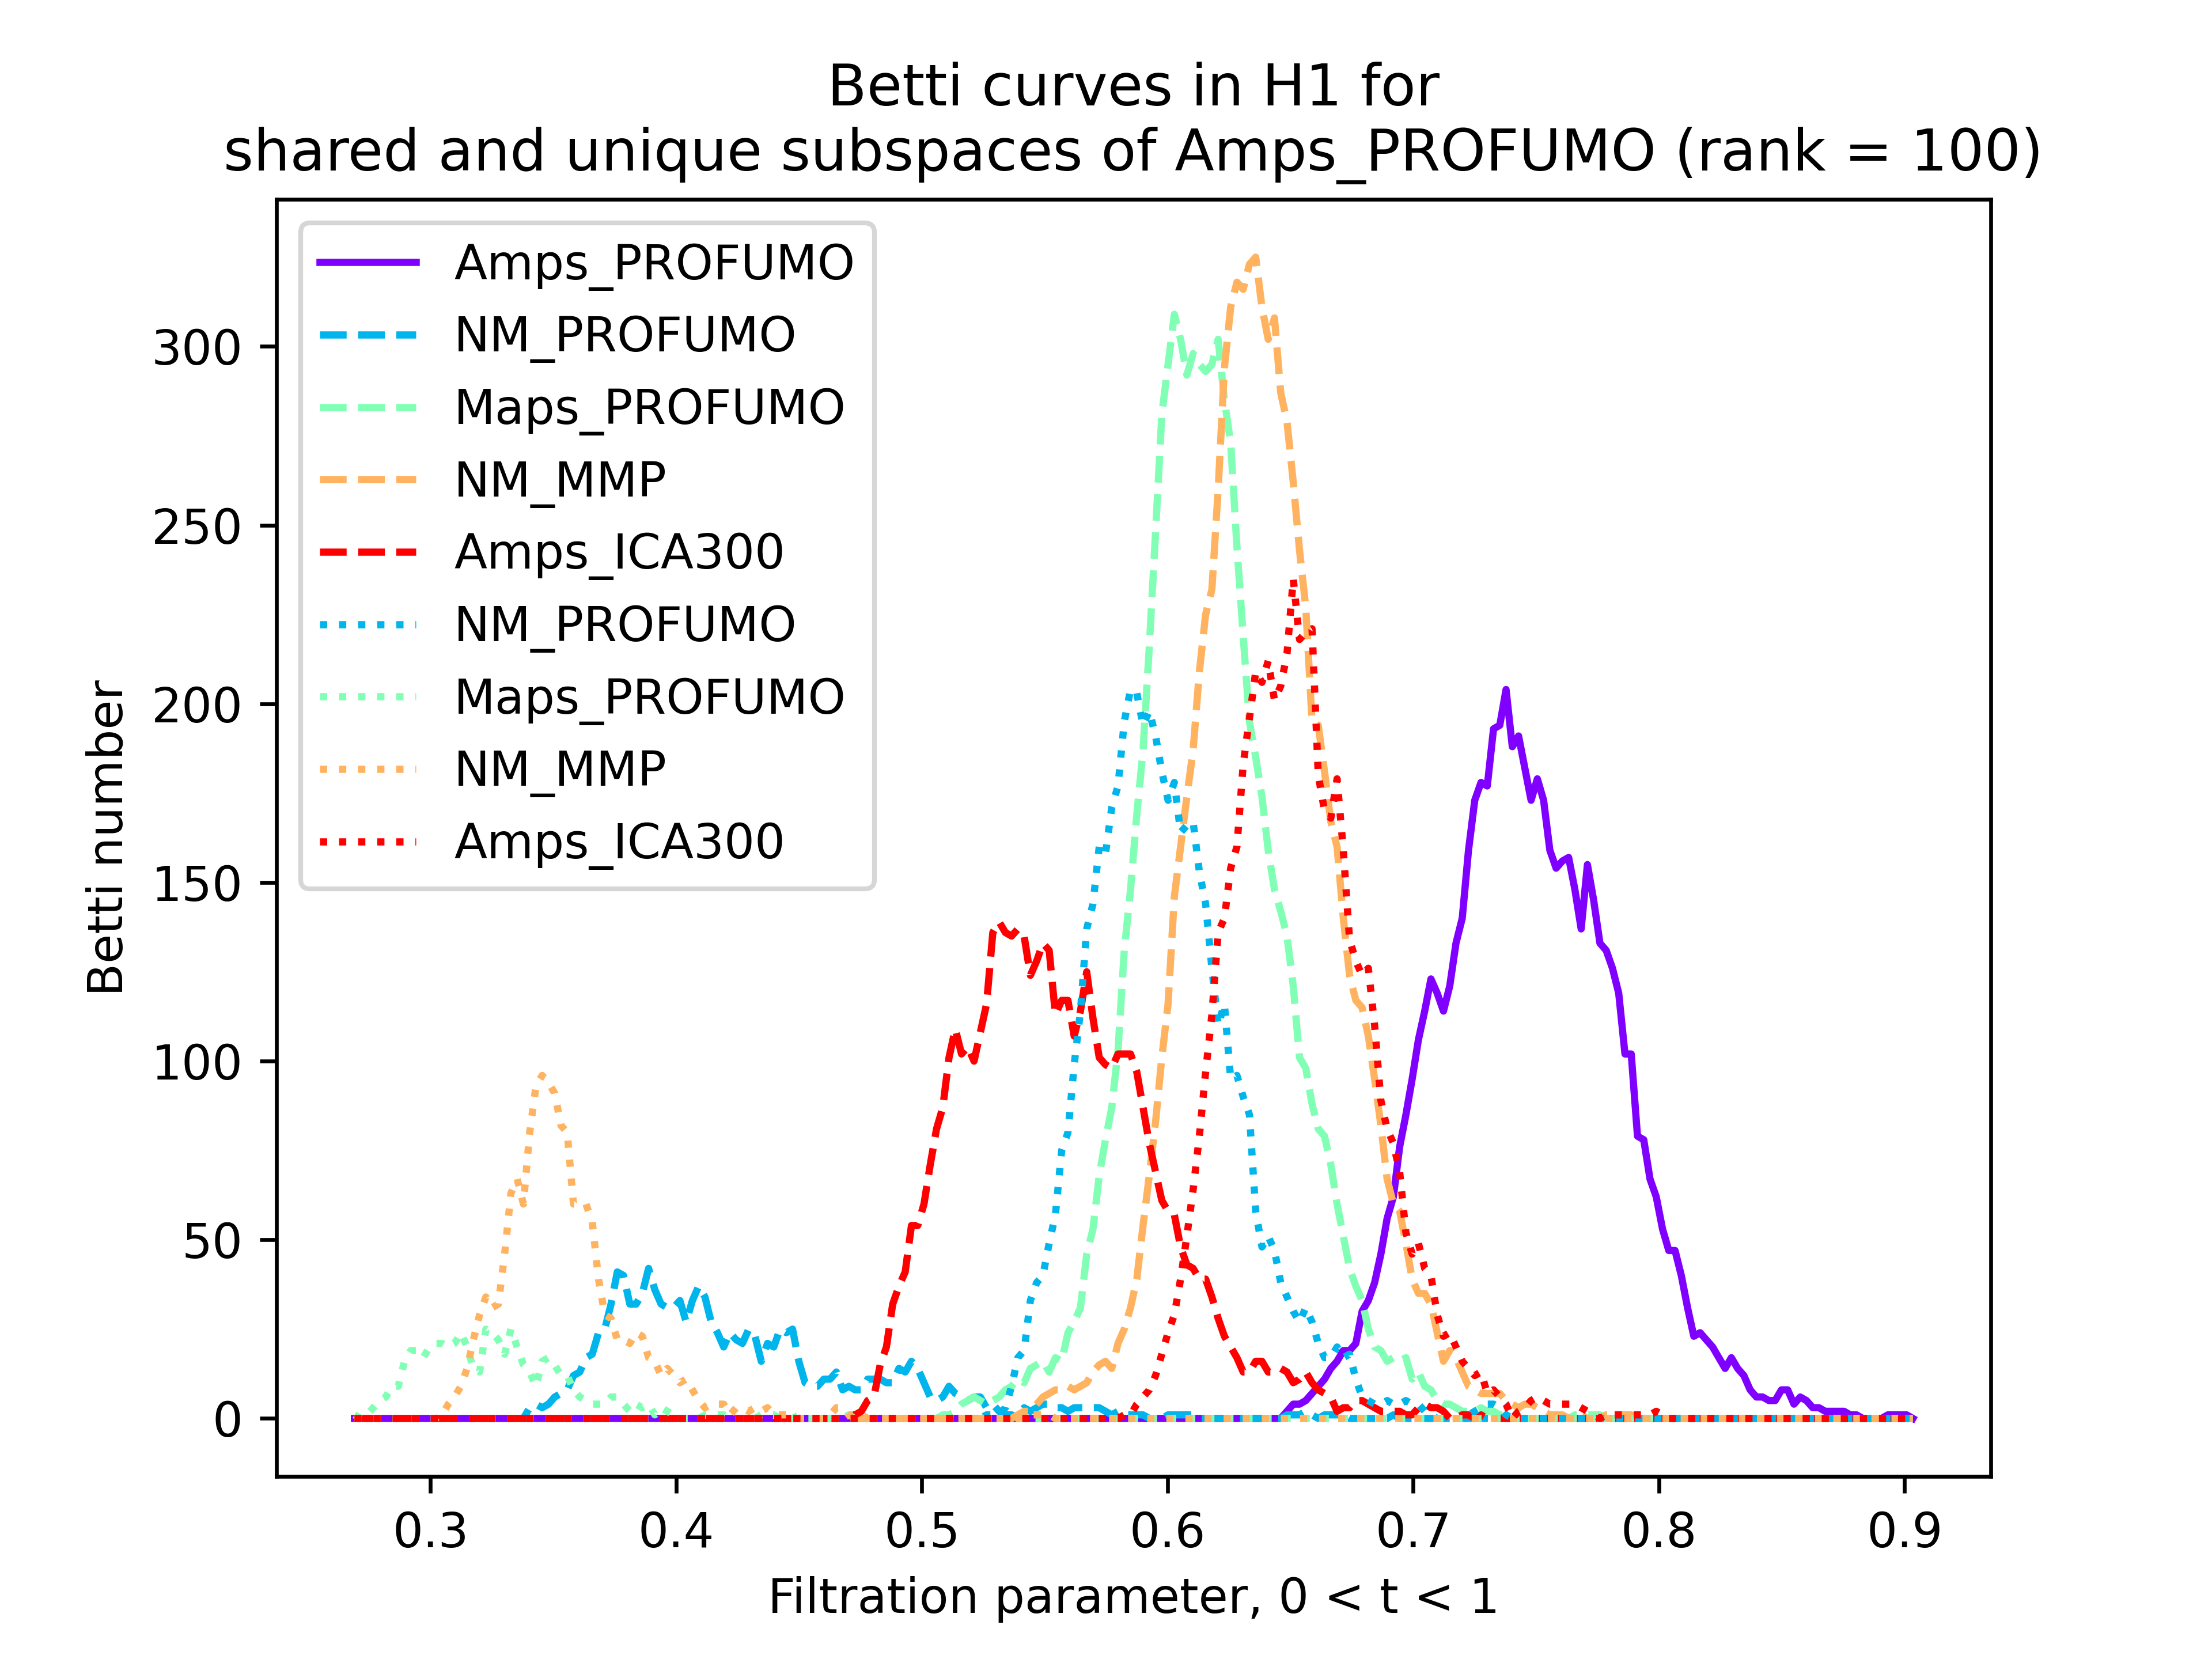 Betti curves in H1 for
shared and unique subspaces of Amps_PROFUMO (rank = 100)
Amps_PROFUMO
NM_PROFUMO
Maps_PROFUMO
NM_MMP
Amps_ICA300
NM_PROFUMO
Maps_PROFUMO
NM_MMP
Amps_ICA300
Betti number
300
250
200
150
100
50
0
0.3 0.4 0.5 0.6 0.7 0.8 0.9
Filtration parameter, 0 < t < 1